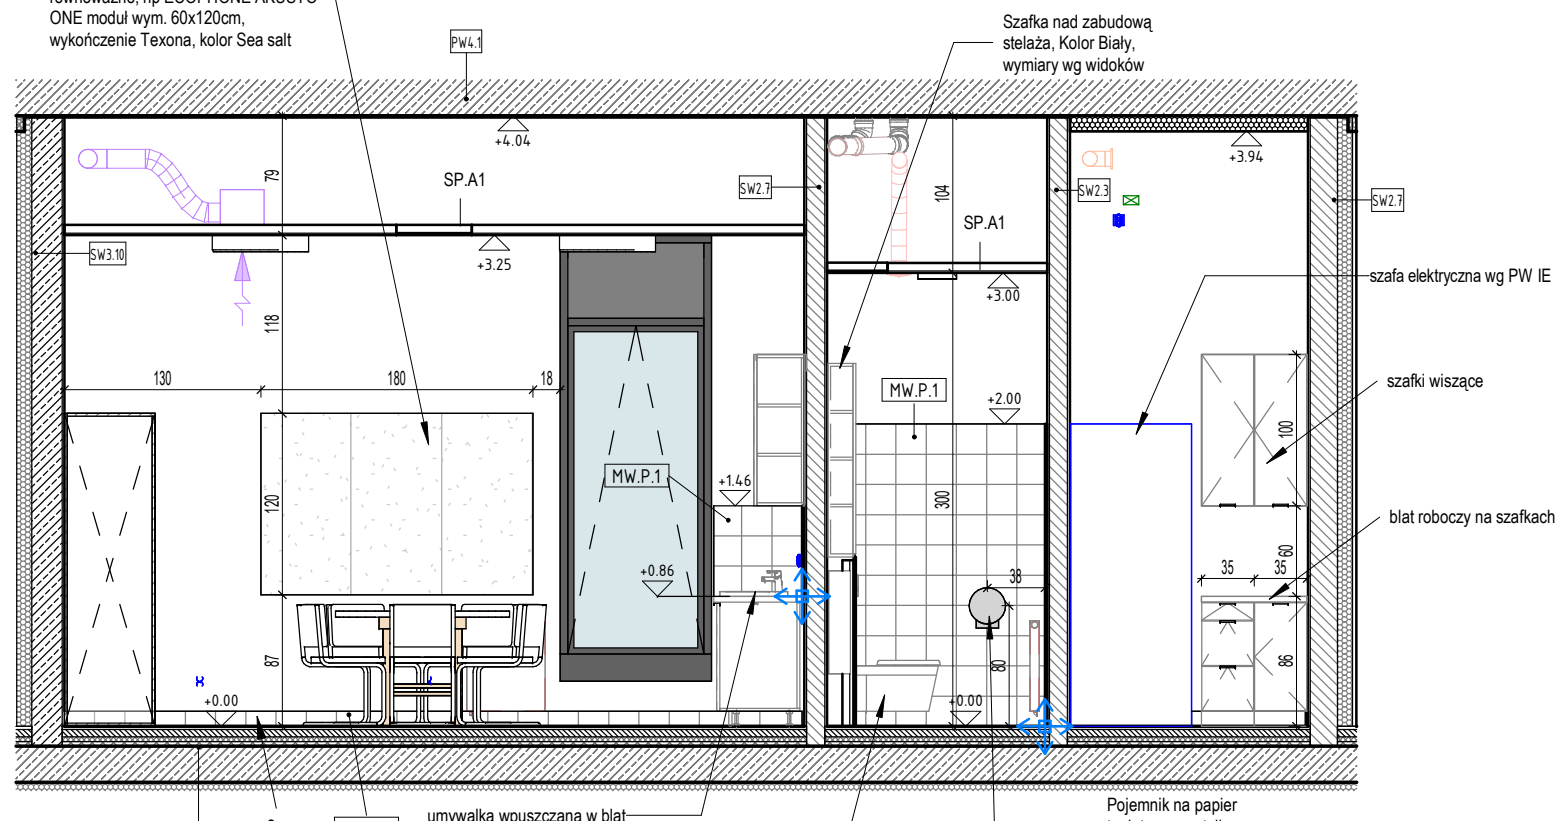 ONE moduł wym. 60x120cm,
wykończenie Texona, kolor Sea salt
PW4.1
Szafka nad zabudową
stelaża, Kolor Biały,
wymiary wg widoków
+4.04
+3.94
79
SP.A1
SW2.7
104
SW2.3
SW2.7
SP.A1
SW3.10
+3.25
+3.00
szafa elektryczna wg PW IE
118
130
180
18
MW.P.1
+2.00
szafki wiszące
100
MW.P.1
+1.46
120
300
blat roboczy na szafkach
60
+0.86
38
35
35
87
80
86
+0.00
+0.00
umywalka wpuszczana w blat
Pojemnik na papier